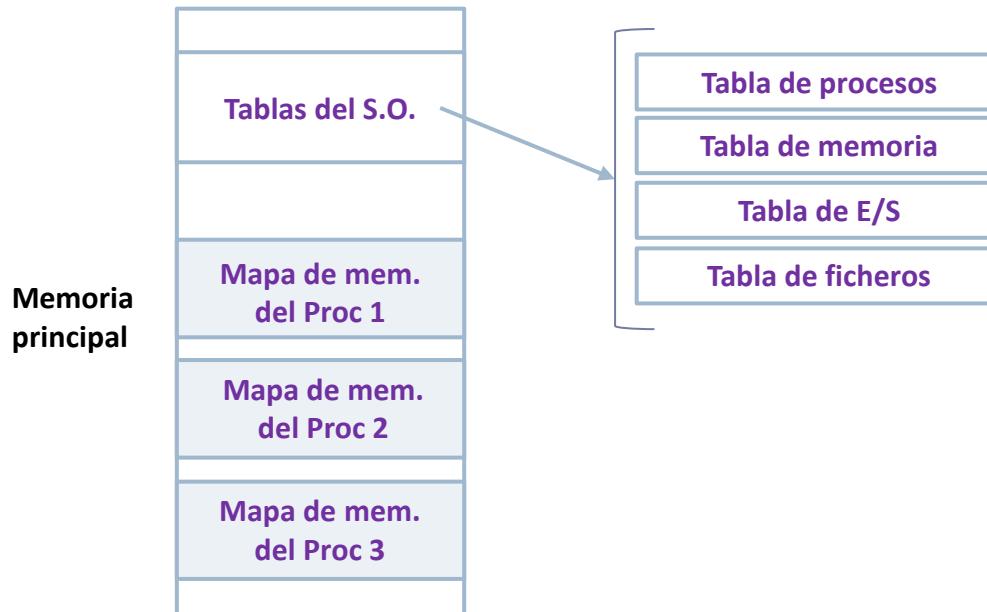 Tablas del S.O.
Tabla de procesos
Tabla de memoria
Tabla de E/S
Tabla de ficheros
Memoria
principal
Mapa de mem.
del Proc 1
Mapa de mem.
del Proc 2
Mapa de mem.
del Proc 3